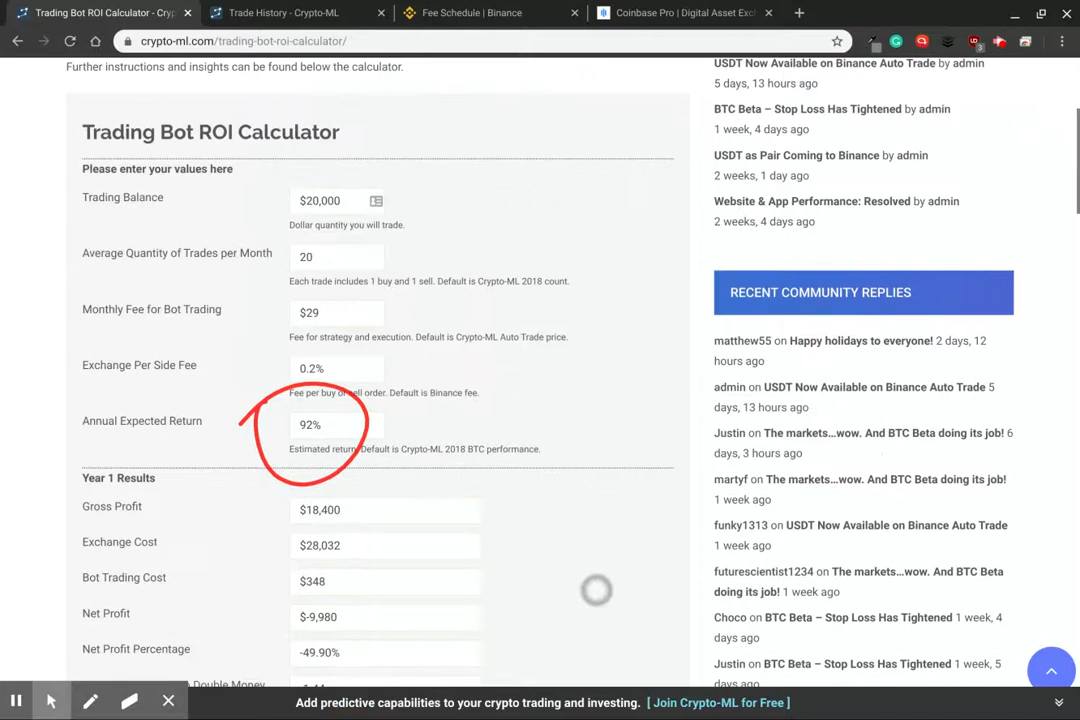 Trading Bot ROI Calculator - Cryp
Trade History - Crypto-ML
Fee Schedule | Binance
Coinbase Pro | Digital Asset Exch
crypto-ml.com/trading-bot-roi-calculator/
Further instructions and insights can be found below the calculator.
Trading Bot ROI Calculator
Please enter your values here
Trading Balance
$20,000
Dollar quantity you will trade.
Average Quantity of Trades per Month
20
Each trade includes 1 buy and 1 sell. Default is Crypto-ML 2018 count.
Monthly Fee for Bot Trading
$29
Fee for strategy and execution. Default is Crypto-ML Auto Trade price.
Exchange Per Side Fee
0.2%
Fee per buy or sell order. Default is Binance fee.
Annual Expected Return
92%
Estimated return. Default is Crypto-ML 2018 BTC performance.
Year 1 Results
Gross Profit
$18,400
Exchange Cost
$28,032
Bot Trading Cost
$348
Net Profit
$-9,980
Net Profit Percentage
-49.90%
Double Money
USDT Now Available on Binance Auto Trade by admin
5 days, 13 hours ago
BTC Beta – Stop Loss Has Tightened by admin
1 week, 4 days ago
USDT as Pair Coming to Binance by admin
2 weeks, 1 day ago
Website & App Performance: Resolved by admin
2 weeks, 4 days ago
RECENT COMMUNITY REPLIES
matthew55 on Happy holidays to everyone! 2 days, 12
hours ago
admin on USDT Now Available on Binance Auto Trade 5
days, 13 hours ago
Justin on The markets…wow. And BTC Beta doing its job! 6
days, 3 hours ago
martyf on The markets…wow. And BTC Beta doing its job!
1 week ago
funky1313 on USDT Now Available on Binance Auto Trade
1 week ago
futurescientist1234 on The markets…wow. And BTC Beta
doing its job! 1 week ago
Choco on BTC Beta – Stop Loss Has Tightened 1 week, 4
days ago
Justin on BTC Beta – Stop Loss Has Tightened 1 week, 5
days ago
Add predictive capabilities to your crypto trading and investing. [ Join Crypto-ML for Free ]